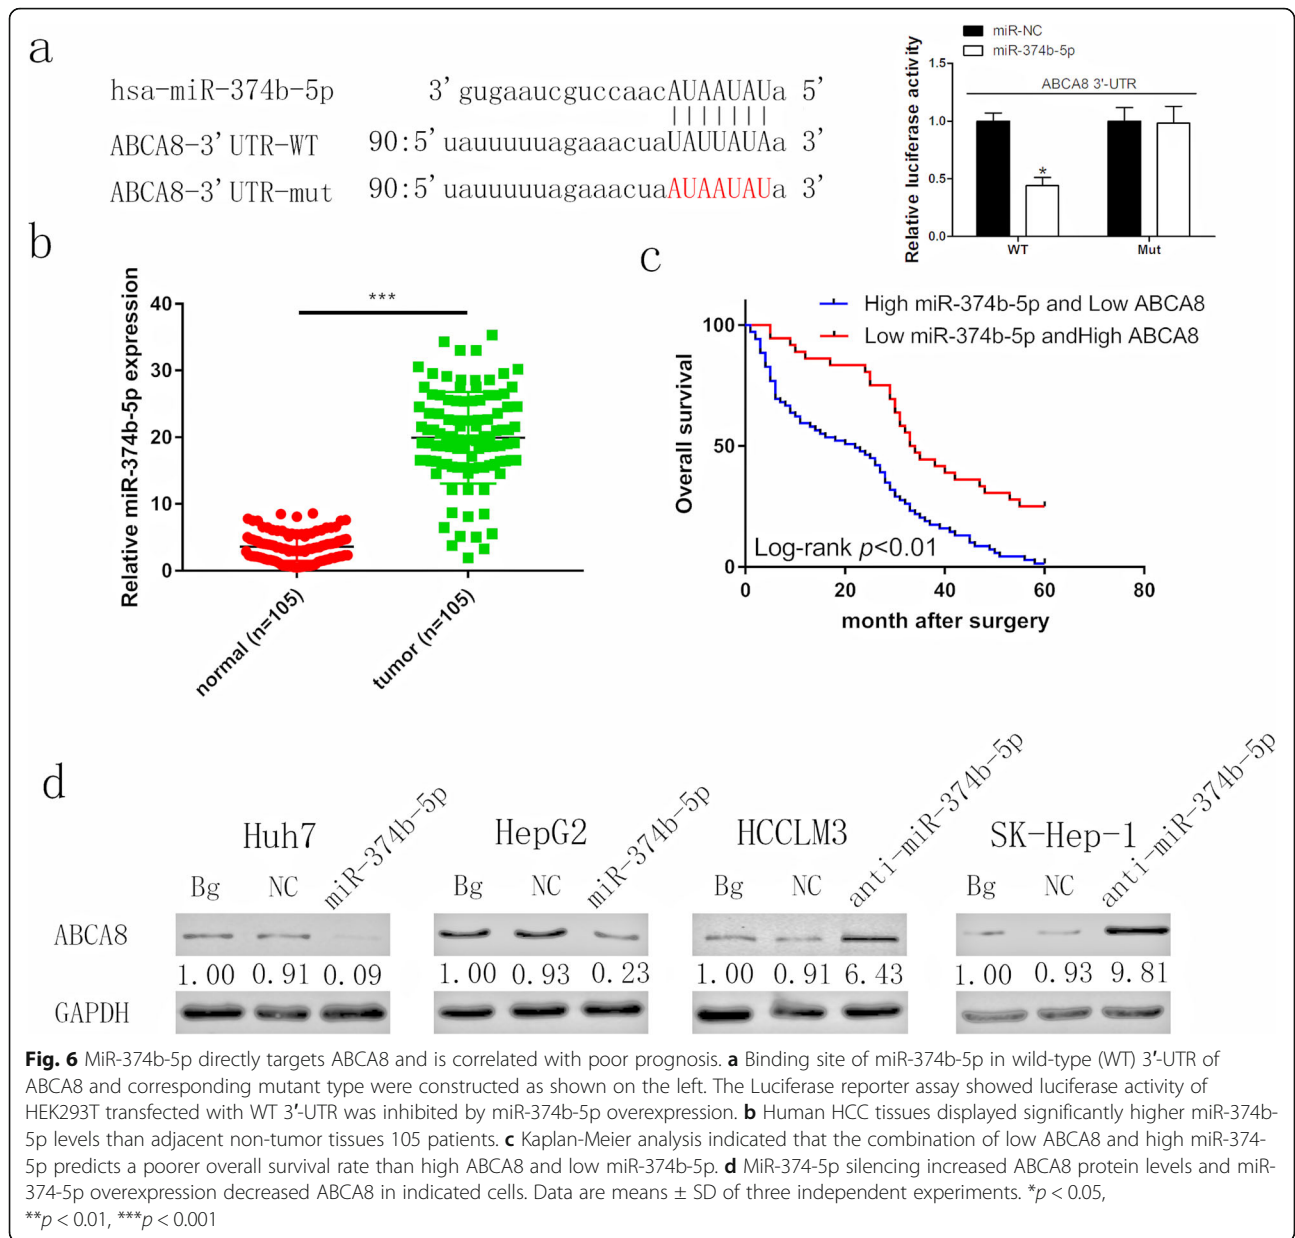 a
hsa-miR-374b-5p 3' gugaaucguccaacAUAAUAUa 5'
ABCA8-3' UTR-WT 90:5' uauuuuuagaaacuaUAUUAUAa 3'
ABCA8-3' UTR-mut 90:5' uauuuuuagaaacuaAUAAUAUa 3'
miR-NC
miR-374b-5p
ABCA8 3'-UTR
Relative luciferase activity
1.5
1.0
0.5
0.0
*
WT Mut
b
Relative miR-374b-5p expression
40
30
20
10
0
***
normal (n=105)
tumor (n=105)
c
High miR-374b-5p and Low ABCA8
Low miR-374b-5p andHigh ABCA8
Overall survival
100
50
0
Log-rank p<0.01
0 20 40 60 80
month after surgery
d
Huh7 HepG2 HCCLM3 SK-Hep-1
Bg NC miR-374b-5p Bg NC miR-374b-5p Bg NC anti-miR-374b-5p Bg NC anti-miR-374b-5p
ABCA8
1.00 0.91 0.09 1.00 0.93 0.23 1.00 0.91 6.43 1.00 0.93 9.81
GAPDH
Fig. 6 MiR-374b-5p directly targets ABCA8 and is correlated with poor prognosis. a Binding site of miR-374b-5p in wild-type (WT) 3′-UTR of
ABCA8 and corresponding mutant type were constructed as shown on the left. The Luciferase reporter assay showed luciferase activity of
HEK293T transfected with WT 3′-UTR was inhibited by miR-374b-5p overexpression. b Human HCC tissues displayed significantly higher miR-374b-
5p levels than adjacent non-tumor tissues 105 patients. c Kaplan-Meier analysis indicated that the combination of low ABCA8 and high miR-374-
5p predicts a poorer overall survival rate than high ABCA8 and low miR-374b-5p. d MiR-374-5p silencing increased ABCA8 protein levels and miR-
374-5p overexpression decreased ABCA8 in indicated cells. Data are means ± SD of three independent experiments. *p < 0.05,
**p < 0.01, ***p < 0.001